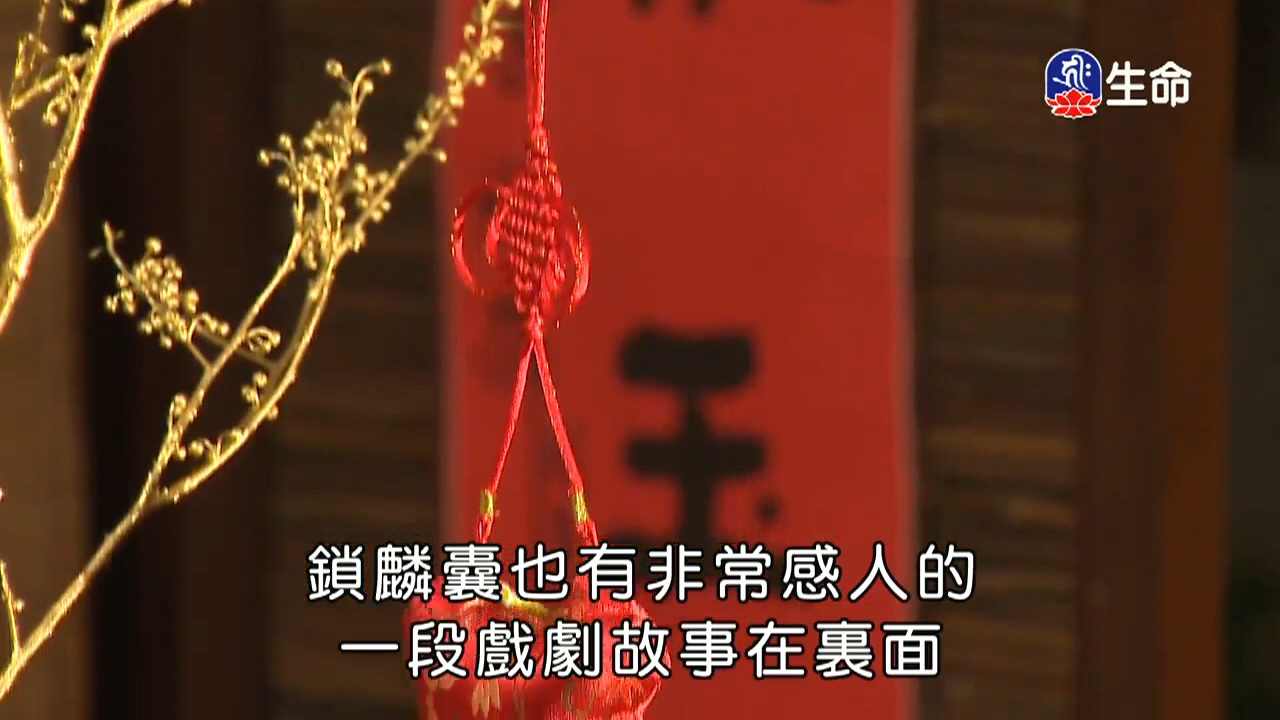 生命
玉
鎖麟囊也有非常感人的
一段戲劇故事在裏面